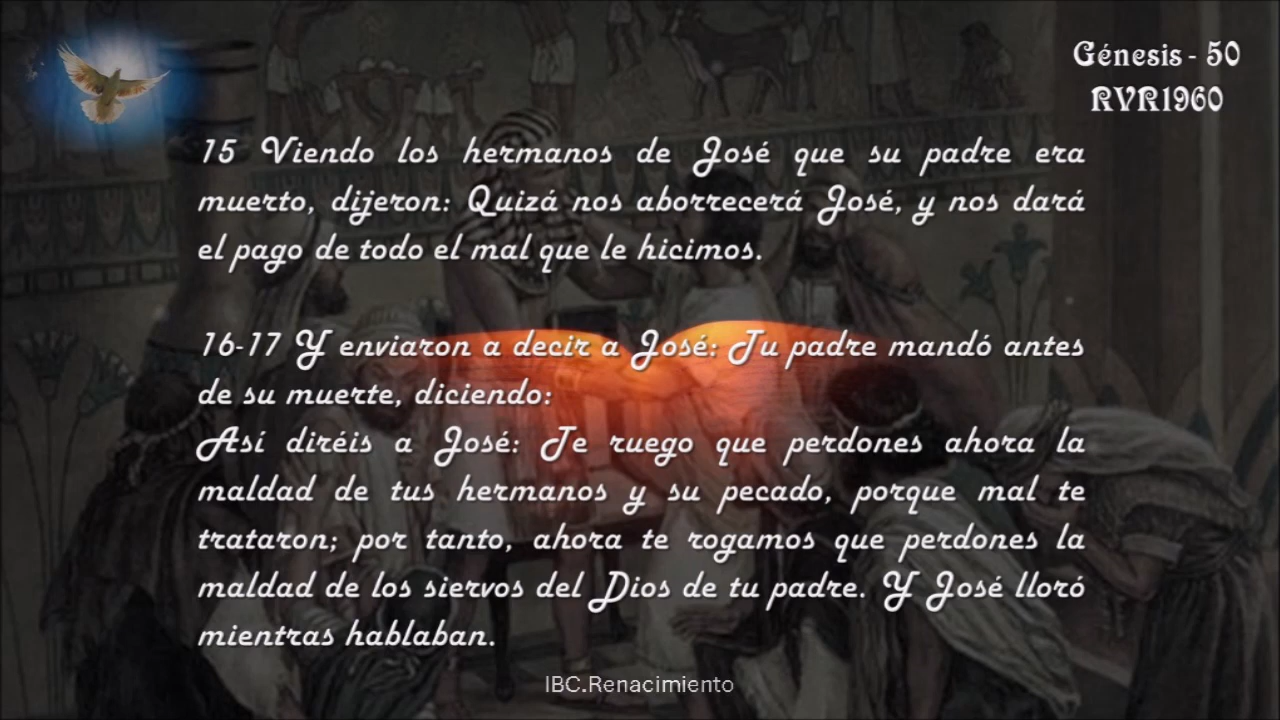 Génesis - 50
RVR1960
15 Viendo los hermanos de José que su padre era
muerto, dijeron: Quizá nos aborrecerá José, y nos dará
el pago de todo el mal que le hicimos.
16-17 Y enviaron a decir a José: Tu padre mandó antes
de su muerte, diciendo:
Así diréis a José: Te ruego que perdones ahora la
maldad de tus hermanos y su pecado, porque mal te
trataron; por tanto, ahora te rogamos que perdones la
maldad de los siervos del Dios de tu padre. Y José lloró
mientras hablaban.
IBC.Renacimiento